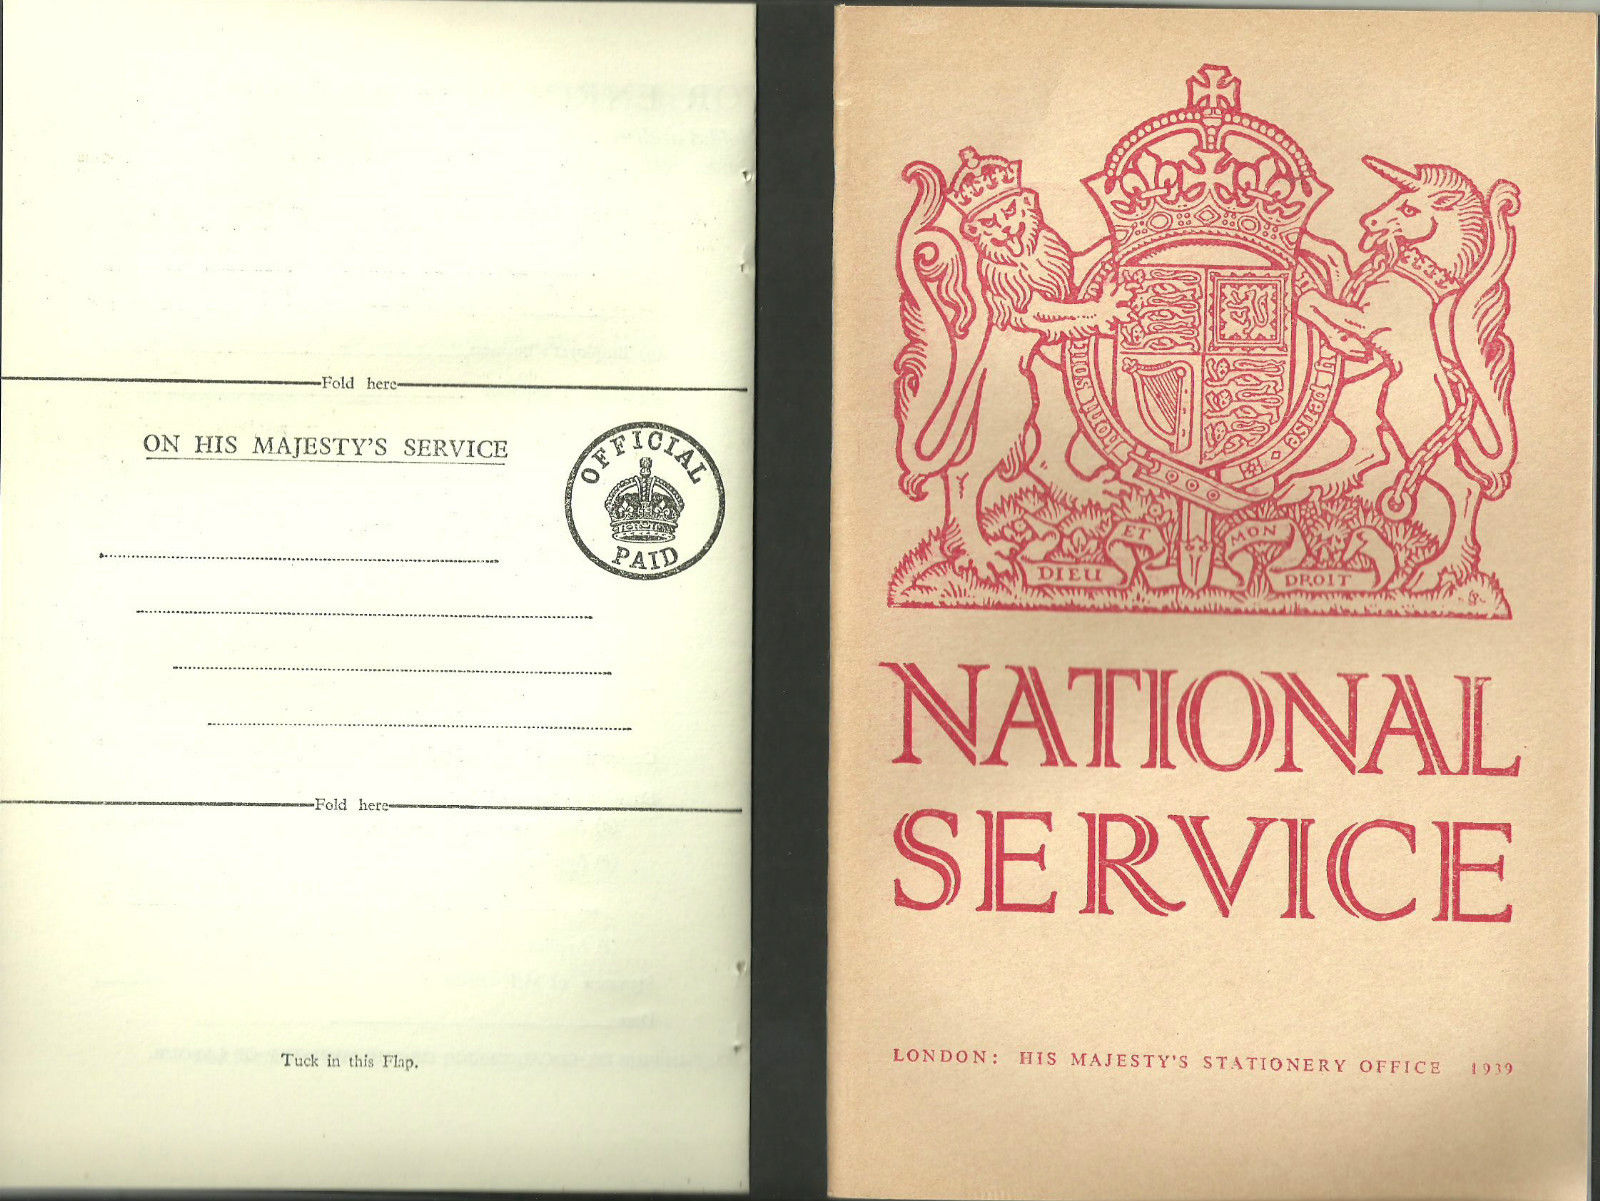 Fold here
ON HIS MAJESTY'S SERVICE
OFFICIAL
PAID
Fold here
Tuck in this Flap.
DIEU ET MON DROIT
NATIONAL
SERVICE
LONDON: HIS MAJESTY'S STATIONERY OFFICE 1939